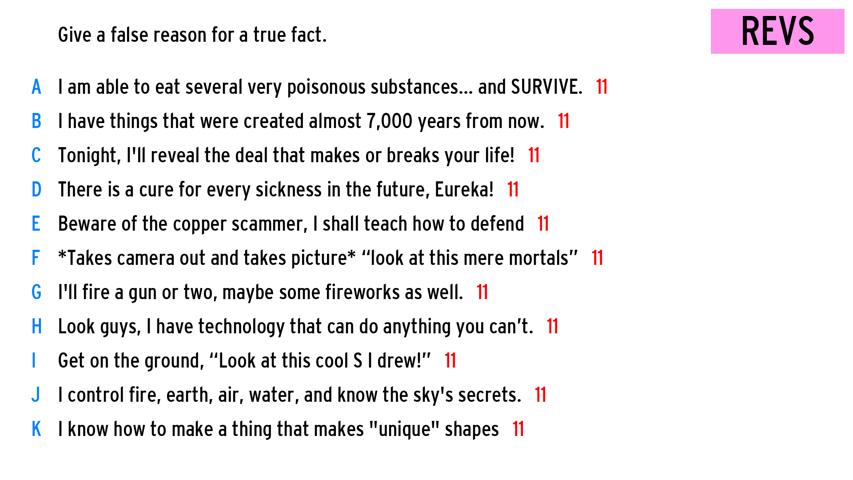 Give a false reason for a true fact.
REVS
A I am able to eat several very poisonous substances... and SURVIVE. 11
B I have things that were created almost 7,000 years from now. 11
C Tonight, I'll reveal the deal that makes or breaks your life! 11
D There is a cure for every sickness in the future, Eureka! 11
E Beware of the copper scammer, I shall teach how to defend 11
F *Takes camera out and takes picture* “look at this mere mortals” 11
G I'll fire a gun or two, maybe some fireworks as well. 11
H Look guys, I have technology that can do anything you can’t. 11
I Get on the ground, “Look at this cool S I drew!” 11
J I control fire, earth, air, water, and know the sky's secrets. 11
K I know how to make a thing that makes "unique" shapes 11